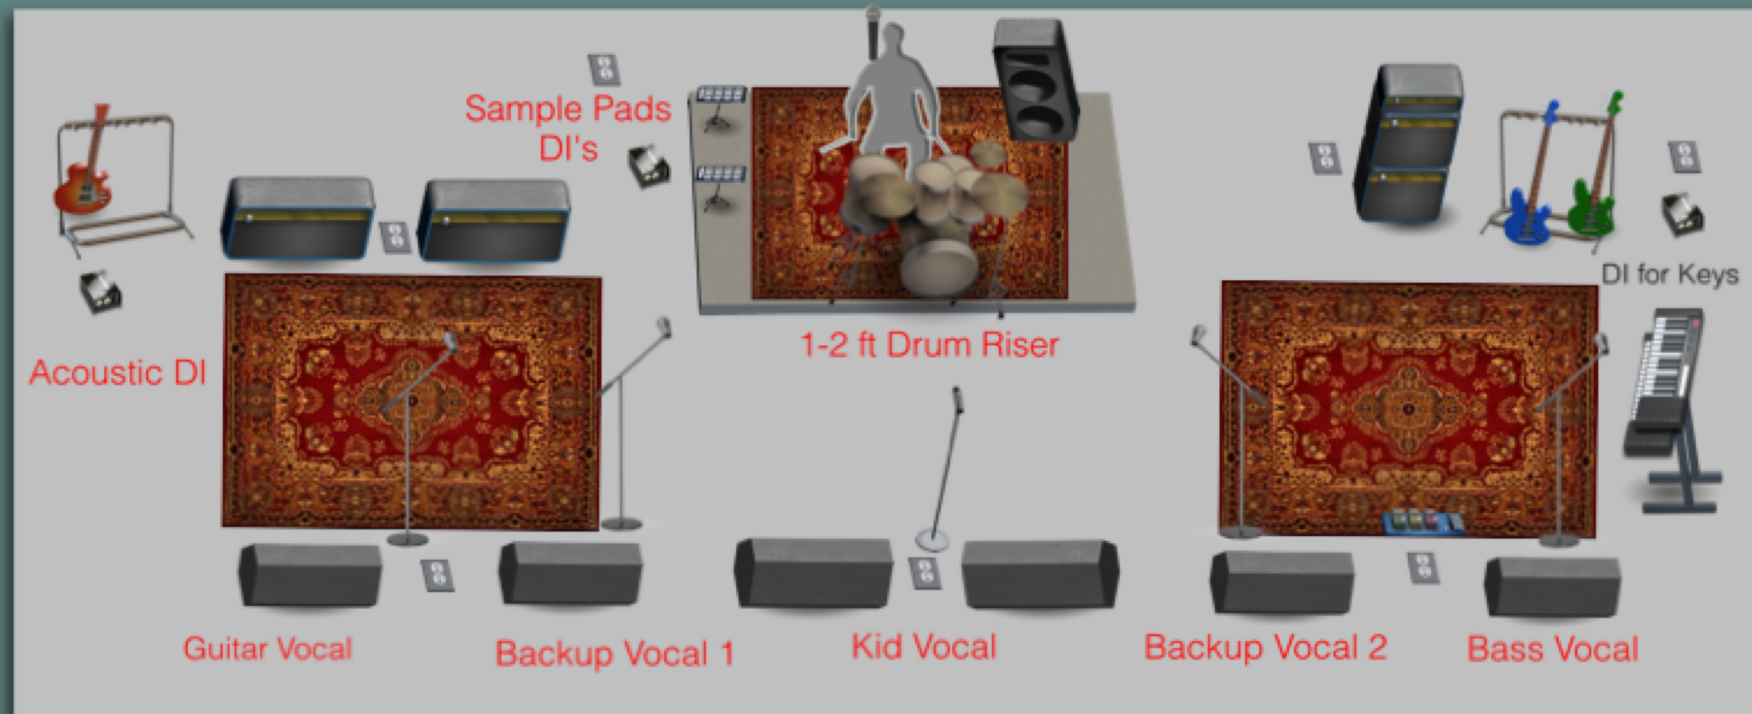 Sample Pads
DI's
1-2 ft Drum Riser
DI for Keys
Acoustic DI
Guitar Vocal
Backup Vocal 1
Kid Vocal
Backup Vocal 2
Bass Vocal